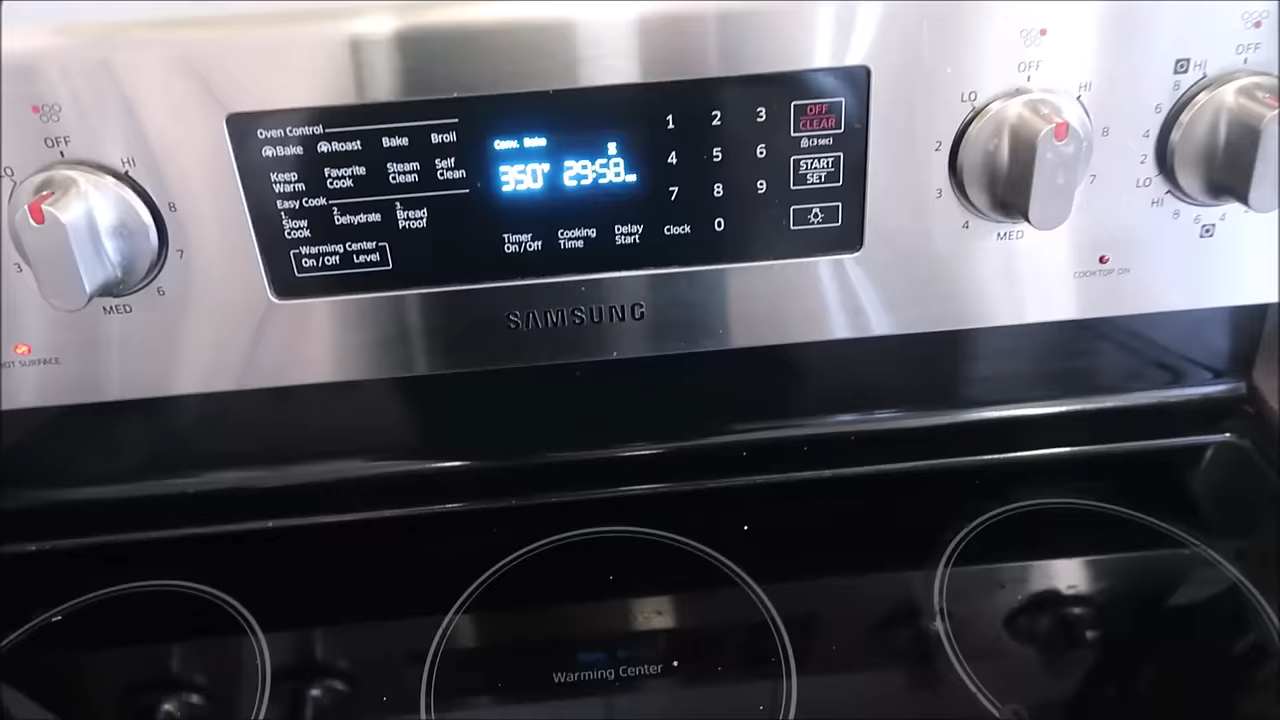 OFF
HI
8
7
6
MED
3
LO
HOT SURFACE
Oven Control
Bake Roast Bake Broil
Keep Warm Favorite Cook Steam Clean Self Clean
Easy Cook
1. Slow Cook 2. Dehydrate 3. Bread Proof
Warming Center
On / Off Level
Conv. Bake
350° 29:58
Timer On / Off Cooking Time Delay Start Clock
1 2 3
4 5 6
7 8 9
0
OFF
CLEAR
(3 sec)
START
SET
SAMSUNG
OFF
LO HI
2 8
3 7
4
MED
COOKTOP ON
OFF
HI
8
6
4
2
LO
HI
8 6 4 2
Warming Center